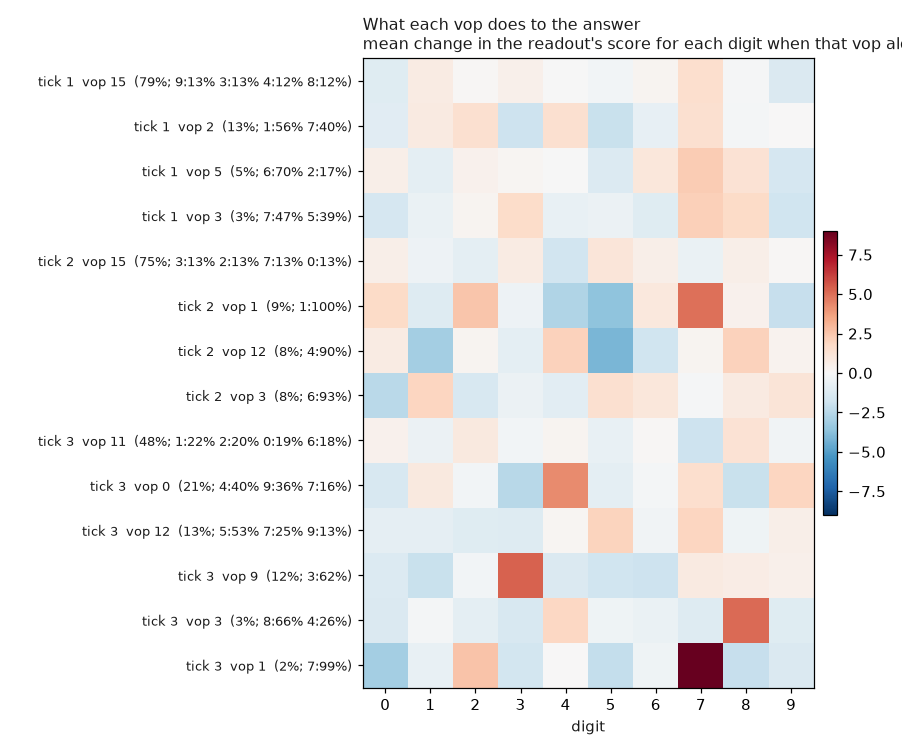 What each vop does to the answer
mean change in the readout's score for each digit when that vop
tick 1 vop 15 (79%; 9:13% 3:13% 4:12% 8:12%)
tick 1 vop 2 (13%; 1:56% 7:40%)
tick 1 vop 5 (5%; 6:70% 2:17%)
tick 1 vop 3 (3%; 7:47% 5:39%)
tick 2 vop 15 (75%; 3:13% 2:13% 7:13% 0:13%)
tick 2 vop 1 (9%; 1:100%)
tick 2 vop 12 (8%; 4:90%)
tick 2 vop 3 (8%; 6:93%)
tick 3 vop 11 (48%; 1:22% 2:20% 0:19% 6:18%)
tick 3 vop 0 (21%; 4:40% 9:36% 7:16%)
tick 3 vop 12 (13%; 5:53% 7:25% 9:13%)
tick 3 vop 9 (12%; 3:62%)
tick 3 vop 3 (3%; 8:66% 4:26%)
tick 3 vop 1 (2%; 7:99%)
0 1 2 3 4 5 6 7 8 9
digit
7.5
5.0
2.5
0.0
−2.5
−5.0
−7.5